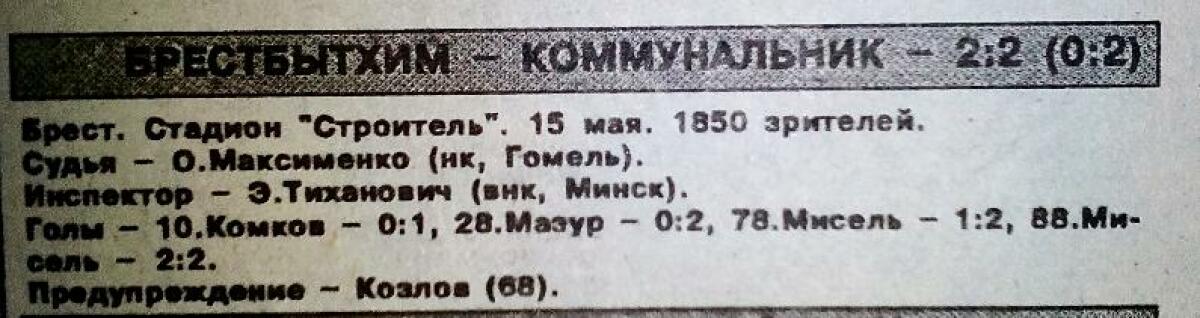 БРЕСТБЫТХИМ – КОММУНАЛЬНИК – 2:2 (0:2)
Брест. Стадион "Строитель". 15 мая. 1850 зрителей.
Судья – О.Максименко (нк, Гомель).
Инспектор – Э.Тиханович (внк, Минск).
Голы – 10.Комков – 0:1, 28.Мазур – 0:2, 78.Мисель – 1:2, 88.Ми-
сель – 2:2.
Предупреждение – Козлов (68).